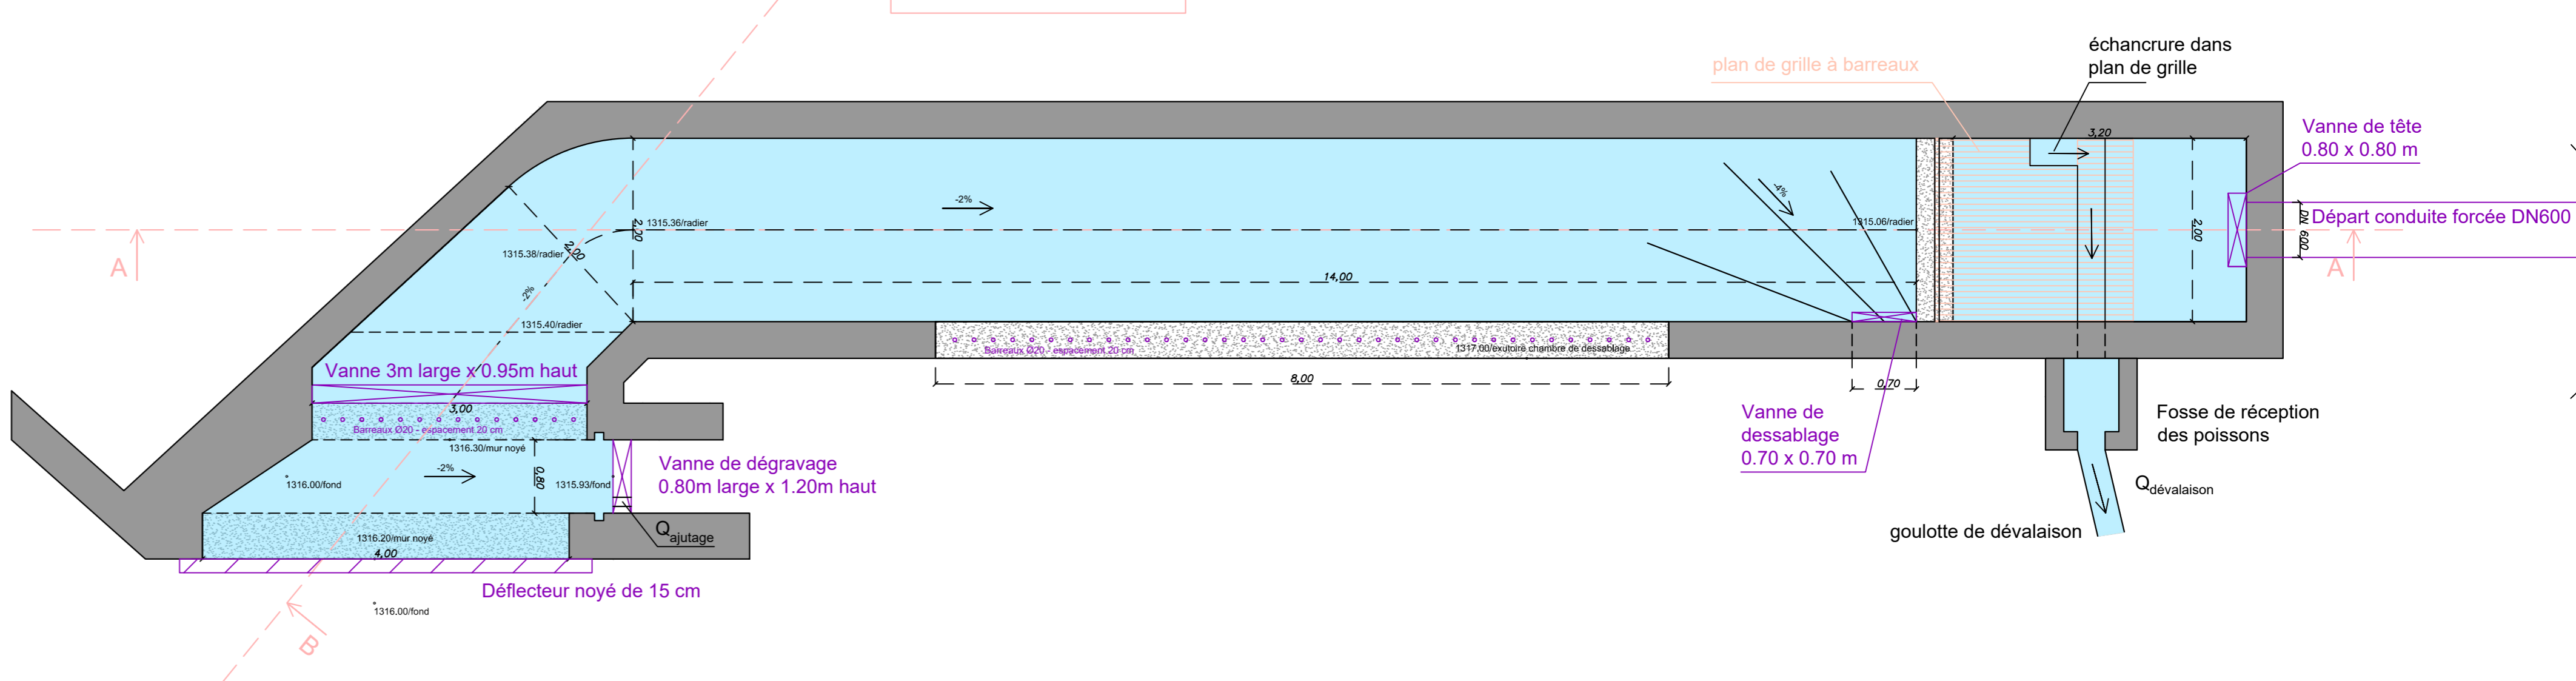 échancrure dans
plan de grille
plan de grille à barreaux
Vanne de tête
0.80 x 0.80 m
3,20
-2%
-4%
2,20
1315.36/radier
1315.06/radier
2,00
DN 600
Départ conduite forcée DN600
A
A
1315.38/radier
2,00
-2%
14,00
1315.40/radier
Barreaux Ø20 - espacement 20 cm
1317.00/exutoire chambre de dessablage
Vanne 3m large x 0.95m haut
8,00
0,70
3,00
Barreaux Ø20 - espacement 20 cm
Vanne de
dessablage
0.70 x 0.70 m
Fosse de réception
des poissons
1316.30/mur noyé
-2%
0,80
1316.00/fond
1315.93/fond
Vanne de dégravage
0.80m large x 1.20m haut
Qdévalaison
Qajutage
goulotte de dévalaison
1316.20/mur noyé
4,00
Déflecteur noyé de 15 cm
1316.00/fond
B